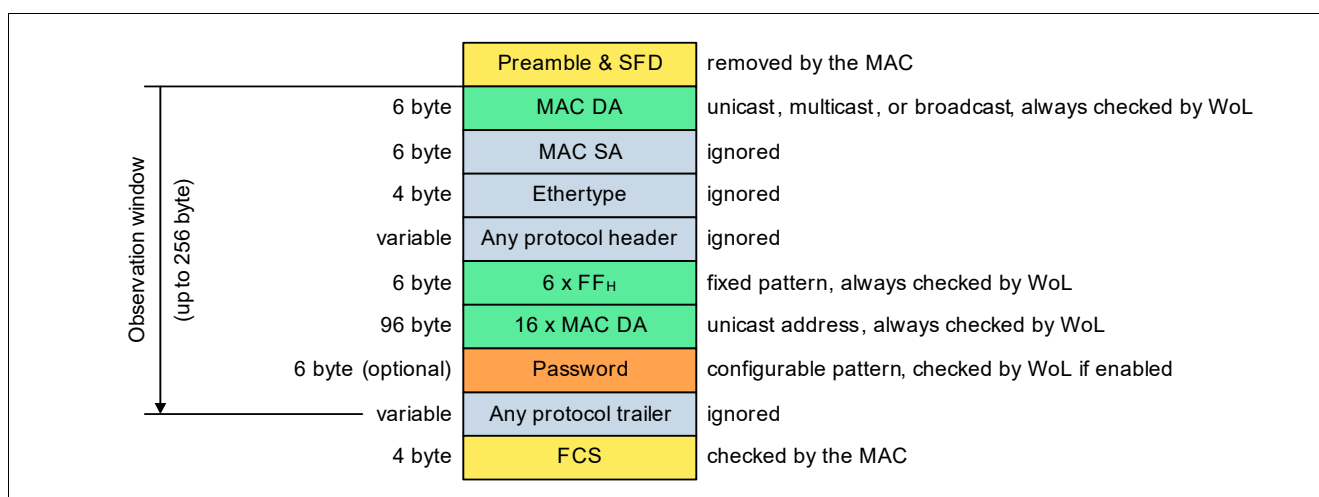 Preamble & SFD removed by the MAC
6 byte MAC DA unicast, multicast, or broadcast, always checked by WoL
6 byte MAC SA ignored
4 byte Ethertype ignored
variable Any protocol header ignored
6 byte 6 x FFH fixed pattern, always checked by WoL
96 byte 16 x MAC DA unicast address, always checked by WoL
6 byte (optional) Password configurable pattern, checked by WoL if enabled
variable Any protocol trailer ignored
4 byte FCS checked by the MAC
Observation window
(up to 256 byte)